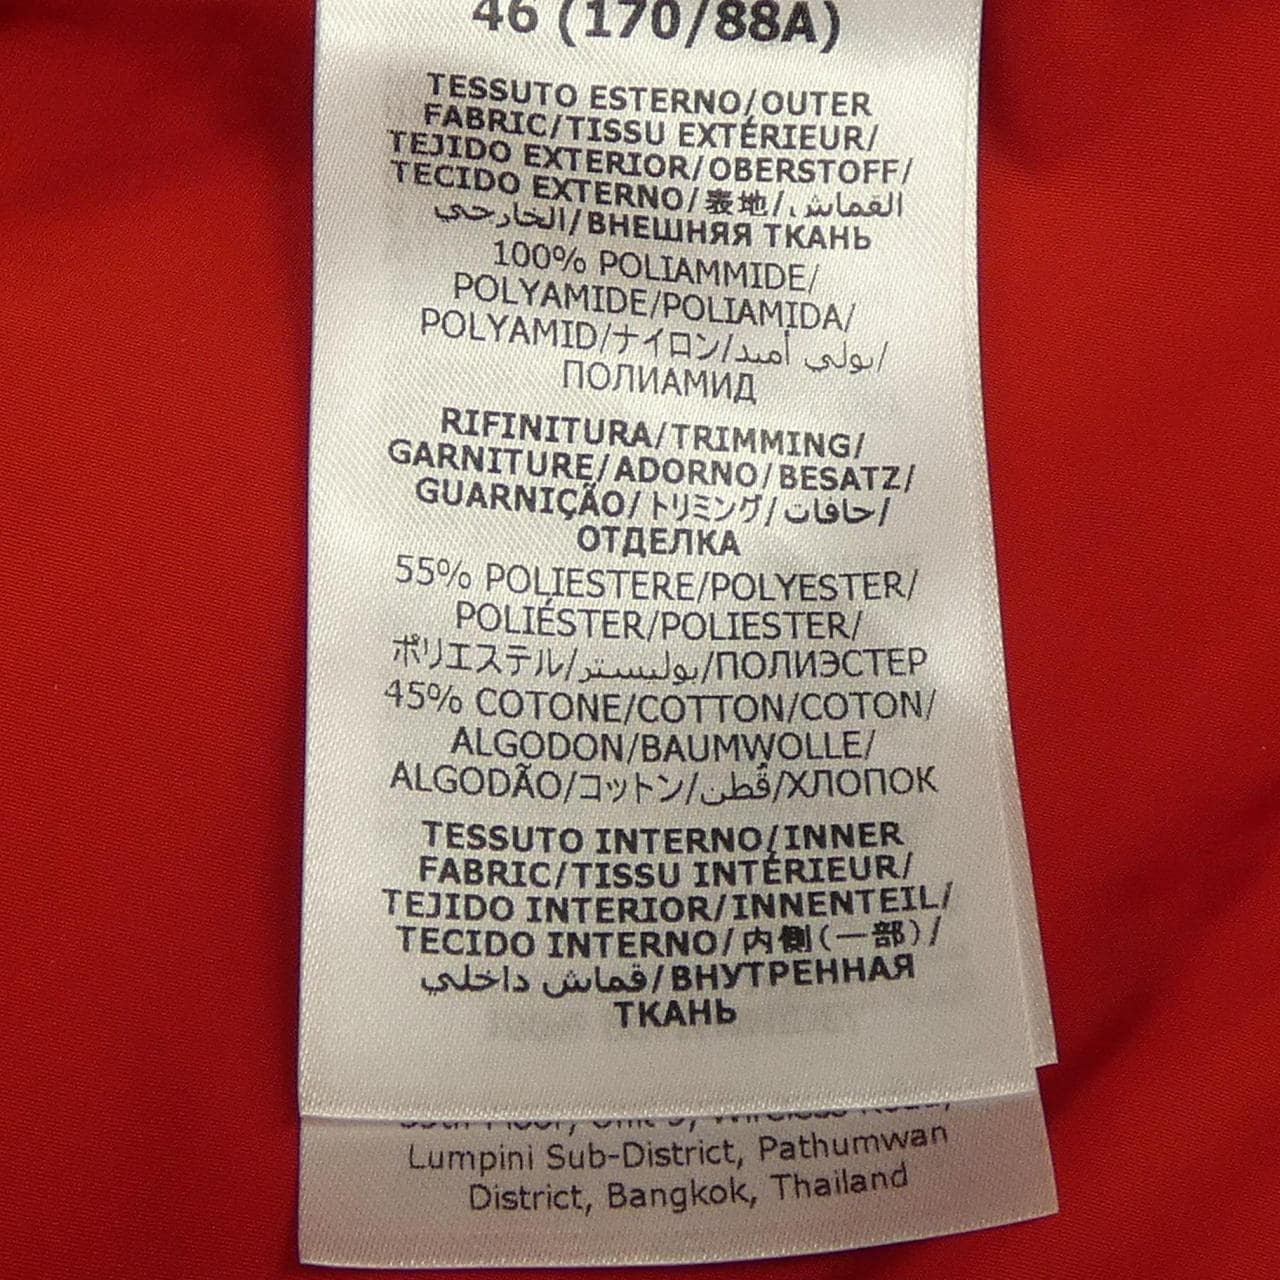 46 (170/88A)
TESSUTO ESTERNO/OUTER
FABRIC/TISSU EXTÉRIEUR/
TEJIDO EXTERIOR/OBERSTOFF/
TECIDO EXTERNO/表地/القماش
الخارجي/ВНЕШНЯЯ ТКАНЬ
100% POLIAMMIDE/
POLYAMIDE/POLIAMIDA/
POLYAMID/ナイロン/بولي أميد/
ПОЛИАМИД
RIFINITURA/TRIMMING/
GARNITURE/ADORNO/BESATZ/
GUARNIÇÃO/トリミング/حافات/
ОТДЕЛКА
55% POLIESTERE/POLYESTER/
POLIÉSTER/POLIESTER/
ポリエステル/بوليستر/ПОЛИЭСТЕР
45% COTONE/COTTON/COTON/
ALGODON/BAUMWOLLE/
ALGODÃO/コットン/قُطن/ХЛОПОК
TESSUTO INTERNO/INNER
FABRIC/TISSU INTÉRIEUR/
TEJIDO INTERIOR/INNENTEIL/
TECIDO INTERNO/内側(一部)/
قماش داخلي/ВНУТРЕННАЯ
ТКАНЬ
Lumpini Sub-District, Pathumwan
District, Bangkok, Thailand